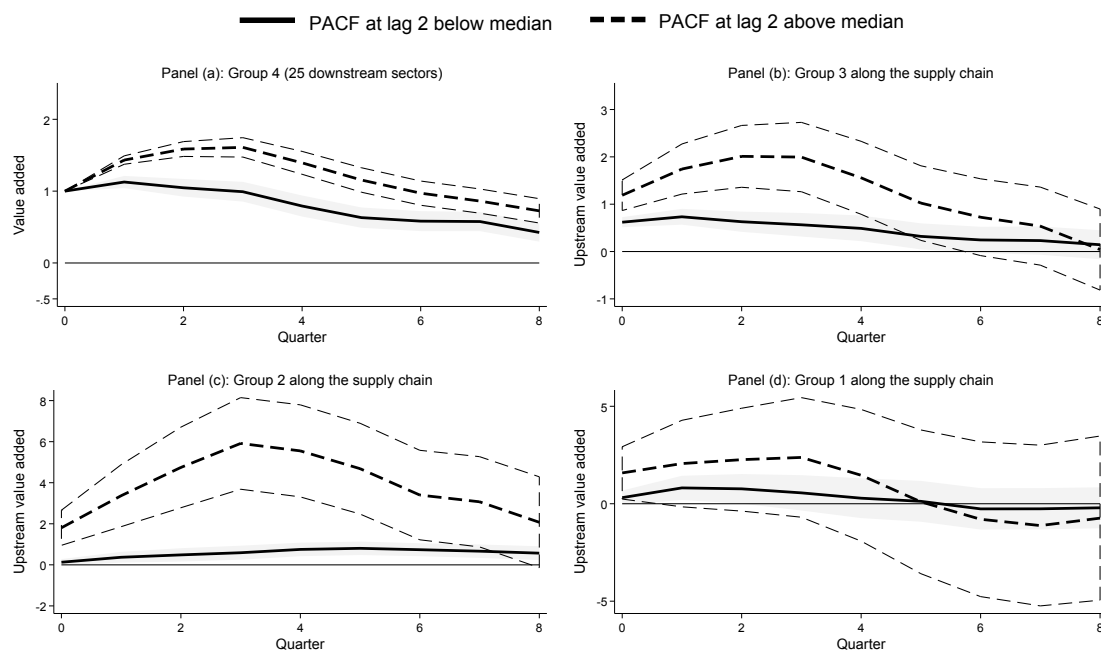 PACF at lag 2 below median PACF at lag 2 above median
Panel (a): Group 4 (25 downstream sectors)
Value added
2
1
0
-.5
0 2 4 6 8
Quarter
Panel (b): Group 3 along the supply chain
Upstream value added
3
2
1
0
-1
0 2 4 6 8
Quarter
Panel (c): Group 2 along the supply chain
Upstream value added
8
6
4
2
0
-2
0 2 4 6 8
Quarter
Panel (d): Group 1 along the supply chain
Upstream value added
5
0
-5
0 2 4 6 8
Quarter